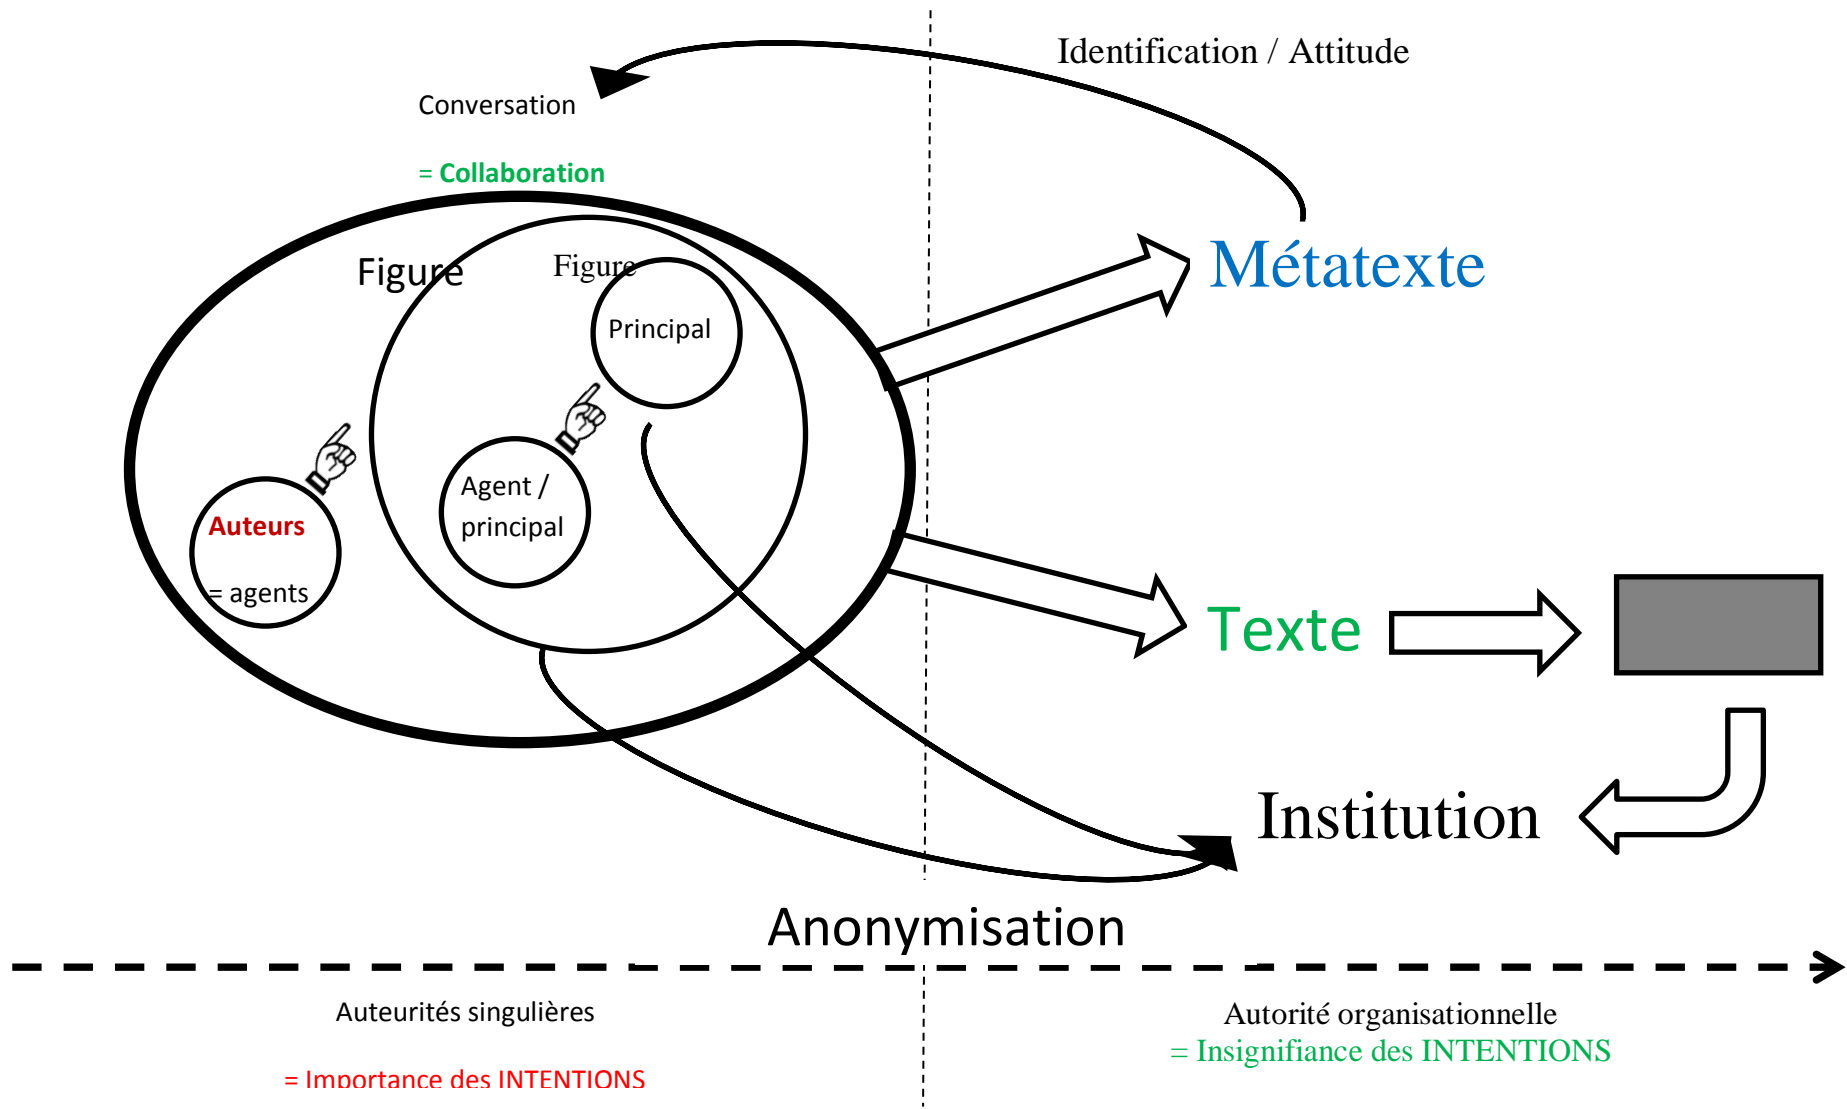 Identification / Attitude
Conversation
= Collaboration
Figure
Figure
Principal
Agent /
principal
Auteurs
= agents
Métatexte
Texte
Institution
Anonymisation
Auteurités singulières
= Importance des INTENTIONS
Autorité organisationnelle
= Insignifiance des INTENTIONS